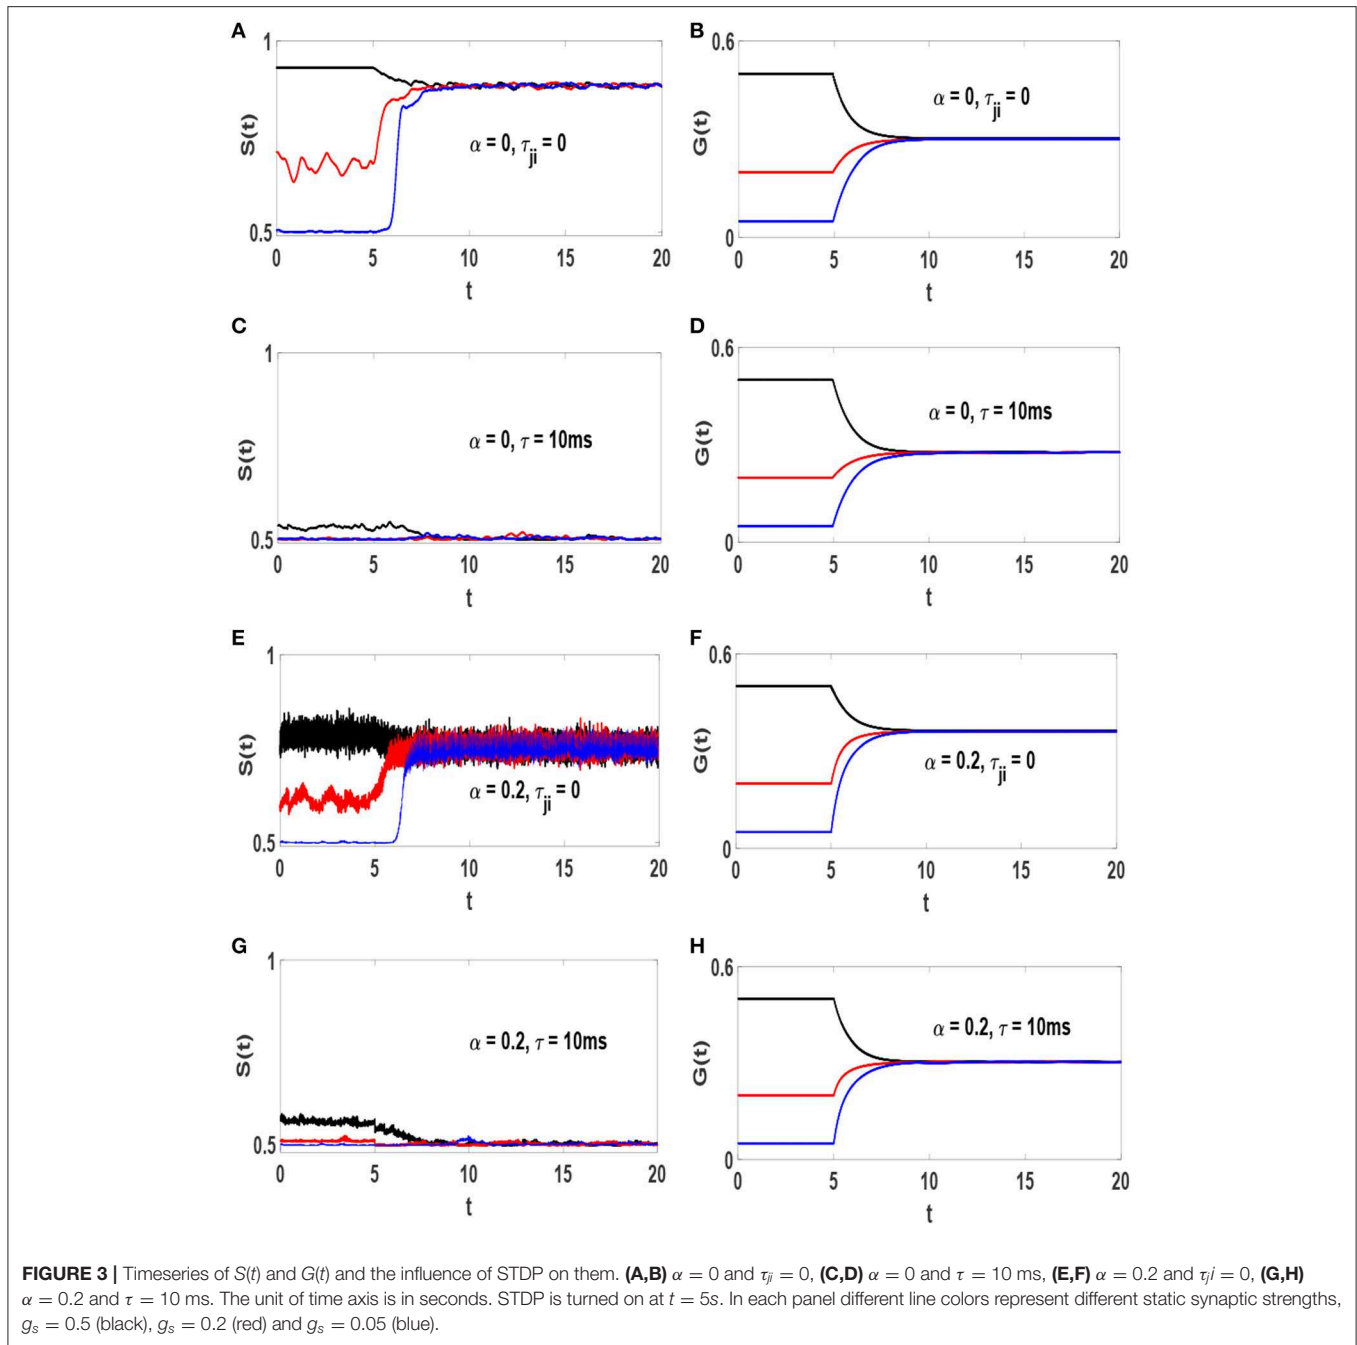 A
1
S(t)
α = 0, τji = 0
0.5
0 5 10 15 20
t
B
0.6
G(t)
α = 0, τji = 0
0
0 5 10 15 20
t
C
1
S(t)
α = 0, τ = 10ms
0.5
0 5 10 15 20
t
D
0.6
G(t)
α = 0, τ = 10ms
0
0 5 10 15 20
t
E
1
S(t)
α = 0.2, τji = 0
0.5
0 5 10 15 20
t
F
0.6
G(t)
α = 0.2, τji = 0
0
0 5 10 15 20
t
G
1
S(t)
α = 0.2, τ = 10ms
0.5
0 5 10 15 20
t
H
0.6
G(t)
α = 0.2, τ = 10ms
0
0 5 10 15 20
t
FIGURE 3 | Timeseries of S(t) and G(t) and the influence of STDP on them. (A,B) α = 0 and τji = 0, (C,D) α = 0 and τ = 10 ms, (E,F) α = 0.2 and τji = 0, (G,H)
α = 0.2 and τ = 10 ms. The unit of time axis is in seconds. STDP is turned on at t = 5s. In each panel different line colors represent different static synaptic strengths,
gs = 0.5 (black), gs = 0.2 (red) and gs = 0.05 (blue).